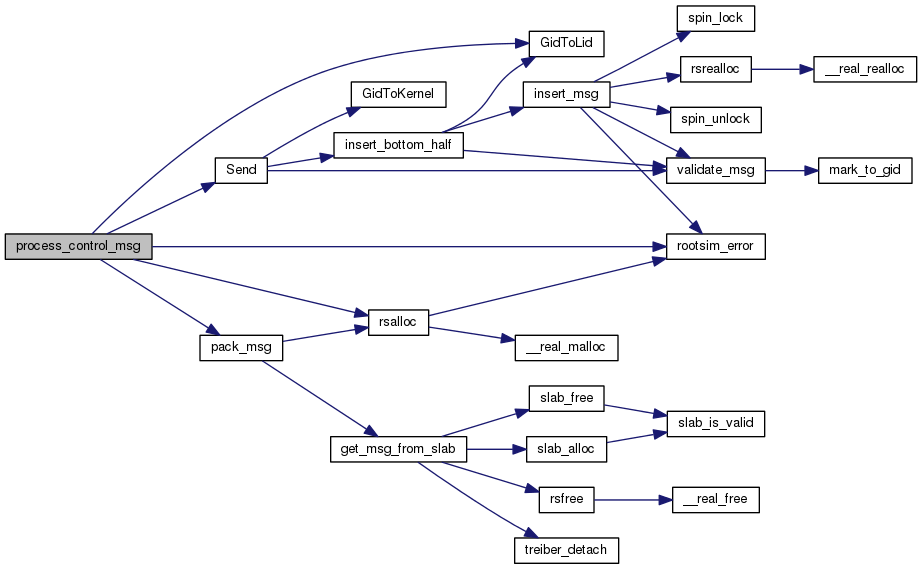 spin_lock
GidToLid
rsrealloc
__real_realloc
GidToKernel
insert_msg
spin_unlock
insert_bottom_half
Send
validate_msg
mark_to_gid
process_control_msg
rootsim_error
rsalloc
pack_msg
__real_malloc
slab_free
slab_is_valid
get_msg_from_slab
slab_alloc
rsfree
__real_free
treiber_detach